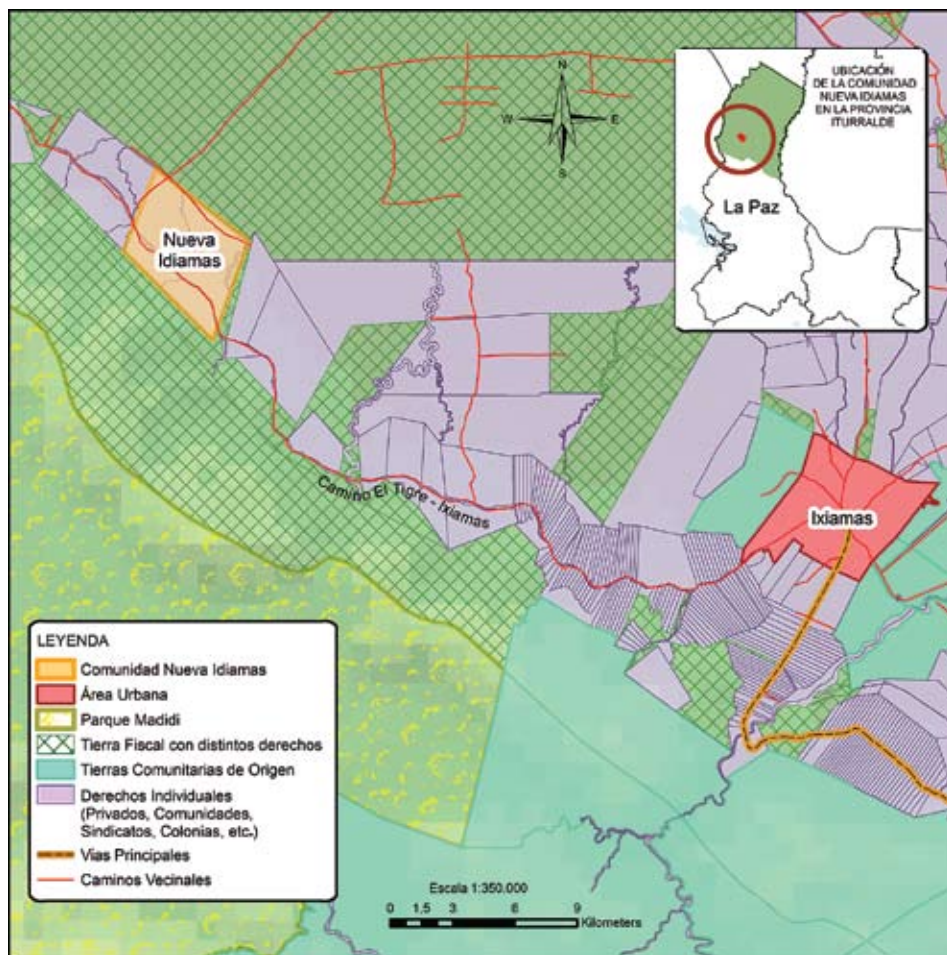 N
W
E
S
UBICACIÓN
DE LA COMUNIDAD
NUEVA IDIAMAS
EN LA PROVINCIA
ITURRALDE
La Paz
Nueva
Idiamas
Camino El Tigre - Ixiamas
Ixiamas
LEYENDA
Comunidad Nueva Idiamas
Área Urbana
Parque Madidi
Tierra Fiscal con distintos derechos
Tierras Comunitarias de Origen
Derechos Individuales
(Privados, Comunidades,
Sindicatos, Colonias, etc.)
Vias Principales
Caminos Vecinales
Escala 1:350.000
0 1,5 3 6 9
Kilometers